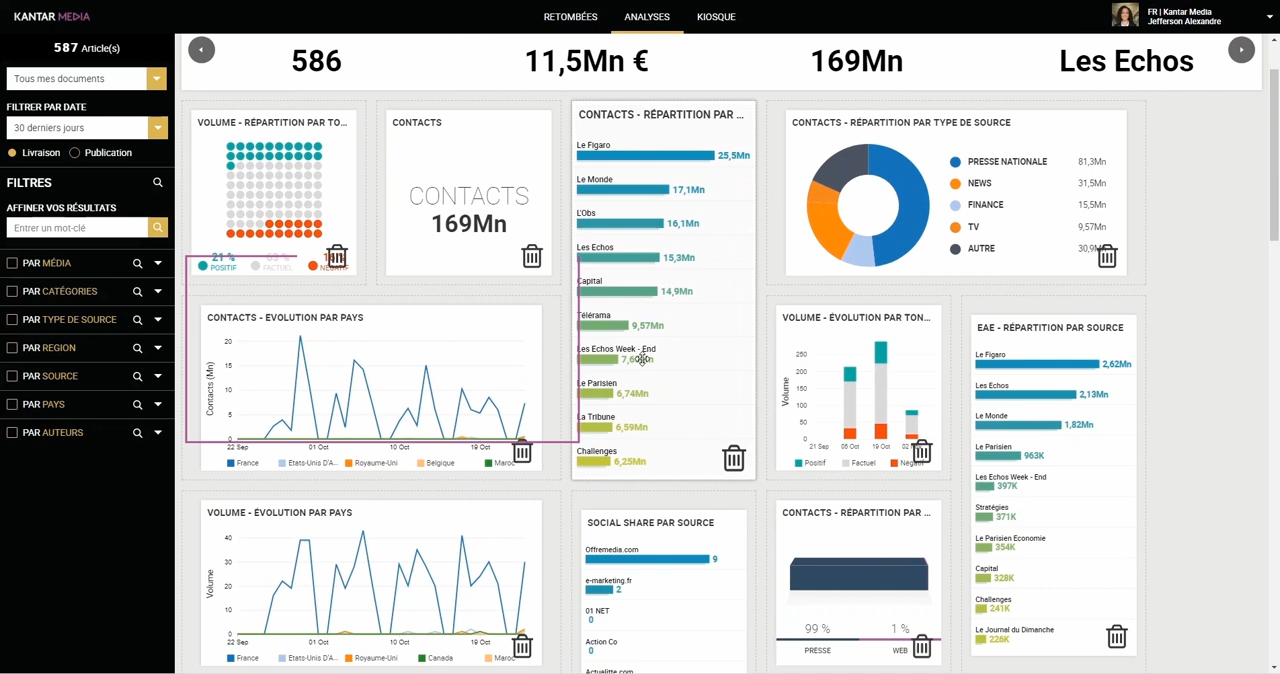 KANTAR MEDIA
RETOMBÉES
ANALYSES
KIOSQUE
FR | Kantar Media
Jefferson Alexandre
587 Article(s)
Tous mes documents
FILTRER PAR DATE
30 derniers jours
Livraison
Publication
FILTRES
AFFINER VOS RÉSULTATS
Entrer un mot-clé
PAR MÉDIA
PAR CATÉGORIES
PAR TYPE DE SOURCE
PAR REGION
PAR SOURCE
PAR PAYS
PAR AUTEURS
586
11,5Mn €
169Mn
Les Echos
VOLUME - RÉPARTITION PAR TO...
21 %
POSITIF
FACTUEL
NÉGATIF
CONTACTS
CONTACTS
169Mn
CONTACTS - RÉPARTITION PAR ...
Le Figaro
25,5Mn
Le Monde
17,1Mn
L'Obs
16,1Mn
Les Echos
15,3Mn
Capital
14,9Mn
Télérama
9,57Mn
Les Echos Week - End
Le Parisien
6,74Mn
La Tribune
6,59Mn
Challenges
6,25Mn
CONTACTS - RÉPARTITION PAR TYPE DE SOURCE
PRESSE NATIONALE 81,3Mn
NEWS 31,5Mn
FINANCE 15,5Mn
TV 9,57Mn
AUTRE 30,9Mn
CONTACTS - EVOLUTION PAR PAYS
Contacts (Mn)
20
15
10
5
0
22 Sep 01 Oct 10 Oct 19 Oct
France Etats-Unis D'A... Royaume-Uni Belgique Maroc
VOLUME - ÉVOLUTION PAR TON...
Volume
250
200
150
100
50
0
21 Sep 05 Oct 19 Oct 02
Positif Factuel Négatif
EAE - RÉPARTITION PAR SOURCE
Le Figaro
2,62Mn
Les Echos
2,13Mn
Le Monde
1,82Mn
Le Parisien
963K
Les Echos Week - End
397K
Stratégies
371K
Le Parisien Economie
354K
Capital
328K
Challenges
241K
Le Journal du Dimanche
226K
VOLUME - ÉVOLUTION PAR PAYS
Volume
40
30
20
10
0
22 Sep 01 Oct 10 Oct 19 Oct
France Etats-Unis D'A... Royaume-Uni Canada Maroc
SOCIAL SHARE PAR SOURCE
Offremedia.com
9
e-marketing.fr
2
01 NET
0
Action Co
0
Actualitte.com
CONTACTS - RÉPARTITION PAR ...
99 % 1 %
PRESSE WEB